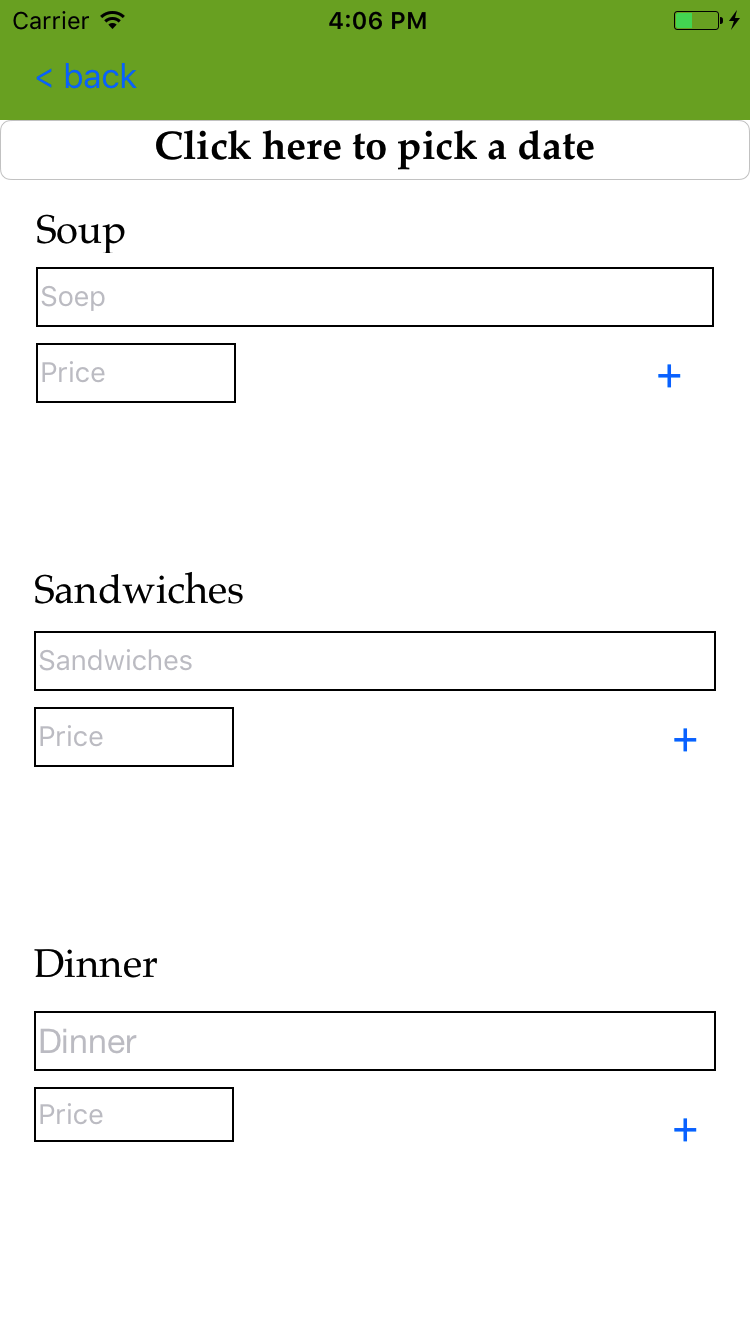 Carrier 4:06 PM
< back
Click here to pick a date
Soup
Soep
Price +
Sandwiches
Sandwiches
Price +
Dinner
Dinner
Price +